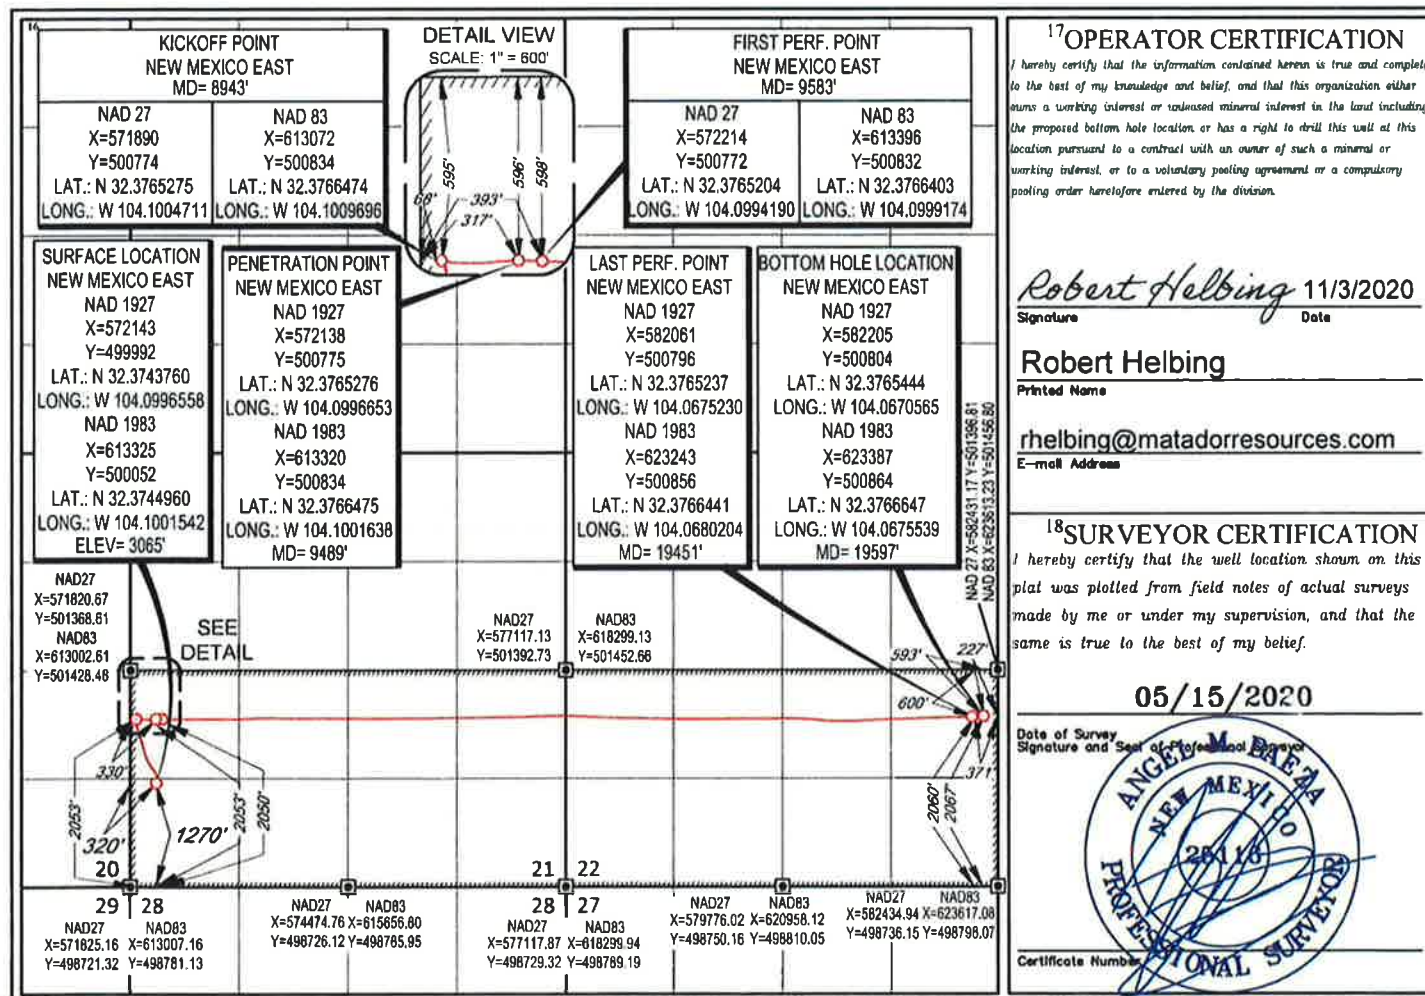 16
KICKOFF POINT
NEW MEXICO EAST
MD= 8943'
NAD 27
X=571890
Y=500774
LAT.: N 32.3765275
LONG.: W 104.1004711
NAD 83
X=613072
Y=500834
LAT.: N 32.3766474
LONG.: W 104.1009696
DETAIL VIEW
SCALE: 1" = 600'
595'
596'
598'
68'
393'
317'
FIRST PERF. POINT
NEW MEXICO EAST
MD= 9583'
NAD 27
X=572214
Y=500772
LAT.: N 32.3765204
LONG.: W 104.0994190
NAD 83
X=613396
Y=500832
LAT.: N 32.3766403
LONG.: W 104.0999174
SURFACE LOCATION
NEW MEXICO EAST
NAD 1927
X=572143
Y=499992
LAT.: N 32.3743760
LONG.: W 104.0996558
NAD 1983
X=613325
Y=500052
LAT.: N 32.3744960
LONG.: W 104.1001542
ELEV= 3065'
PENETRATION POINT
NEW MEXICO EAST
NAD 1927
X=572138
Y=500775
LAT.: N 32.3765276
LONG.: W 104.0996653
NAD 1983
X=613320
Y=500834
LAT.: N 32.3766475
LONG.: W 104.1001638
MD= 9489'
LAST PERF. POINT
NEW MEXICO EAST
NAD 1927
X=582061
Y=500796
LAT.: N 32.3765237
LONG.: W 104.0675230
NAD 1983
X=623243
Y=500856
LAT.: N 32.3766441
LONG.: W 104.0680204
MD= 19451'
BOTTOM HOLE LOCATION
NEW MEXICO EAST
NAD 1927
X=582205
Y=500804
LAT.: N 32.3765444
LONG.: W 104.0670565
NAD 1983
X=623387
Y=500864
LAT.: N 32.3766647
LONG.: W 104.0675539
MD= 19597'
NAD 27 X=582431.17 Y=501396.81
NAD 83 X=623613.23 Y=501456.80
NAD27
X=571820.67
Y=501368.61
NAD83
X=613002.61
Y=501428.48
SEE
DETAIL
NAD27
X=577117.13
Y=501392.73
NAD83
X=618299.13
Y=501452.66
593'
227'
600'
371'
330'
2053'
320'
1270'
2053'
2050'
2060'
2067'
20
21
22
29
28
28
27
NAD27
X=571825.16
Y=498721.32
NAD83
X=613007.16
Y=498781.13
NAD27
X=574474.76
Y=498726.12
NAD83
X=615656.80
Y=498785.95
NAD27
X=577117.87
Y=498729.32
NAD83
X=618299.94
Y=498789.19
NAD27
X=579776.02
Y=498750.16
NAD83
X=620958.12
Y=498810.05
NAD27
X=582434.94
Y=498736.15
NAD83
X=623617.08
Y=498796.07
17OPERATOR CERTIFICATION
I hereby certify that the information contained herein is true and complete
to the best of my knowledge and belief, and that this organization either
owns a working interest or unleased mineral interest in the land including
the proposed bottom hole location or has a right to drill this well at this
location pursuant to a contract with an owner of such a mineral or
working interest, or to a voluntary pooling agreement or a compulsory
pooling order heretofore entered by the division.
Robert Helbing 11/3/2020
Signature Date
Robert Helbing
Printed Name
rhelbing@matadorresources.com
E-mail Address
18SURVEYOR CERTIFICATION
I hereby certify that the well location shown on this
plat was plotted from field notes of actual surveys
made by me or under my supervision, and that the
same is true to the best of my belief.
05/15/2020
Date of Survey
Signature and Seal of Professional Surveyor
ANGEL M. BAEZA
NEW MEXICO
PROFESSIONAL SURVEYOR
Certificate Number